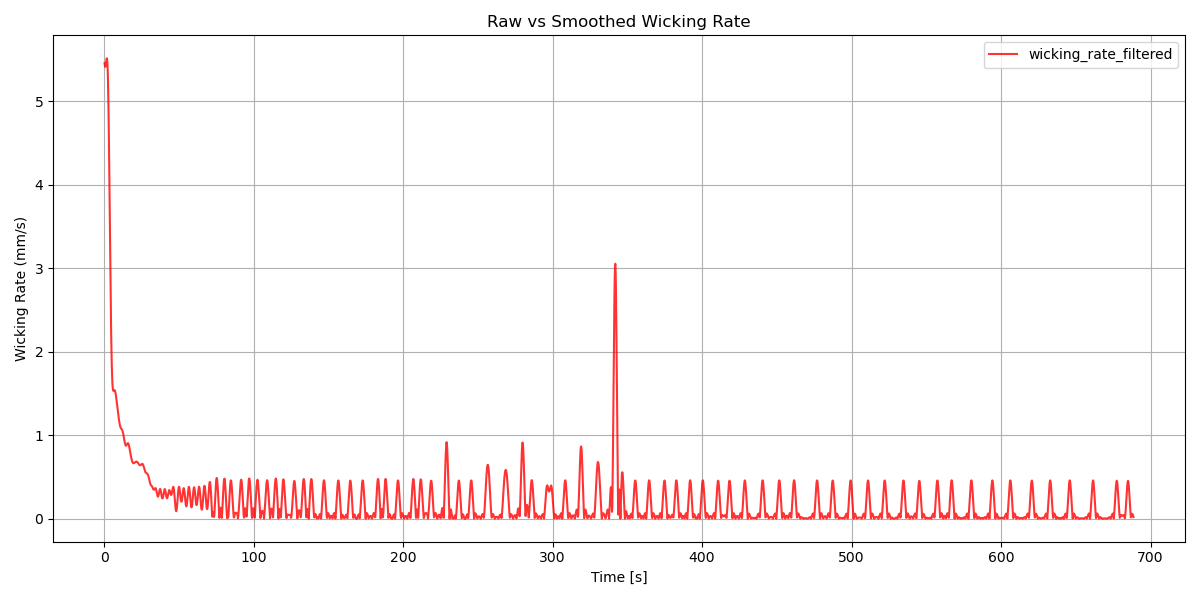 Raw vs Smoothed Wicking Rate
wicking_rate_filtered
Wicking Rate (mm/s)
5
4
3
2
1
0
0 100 200 300 400 500 600 700
Time [s]